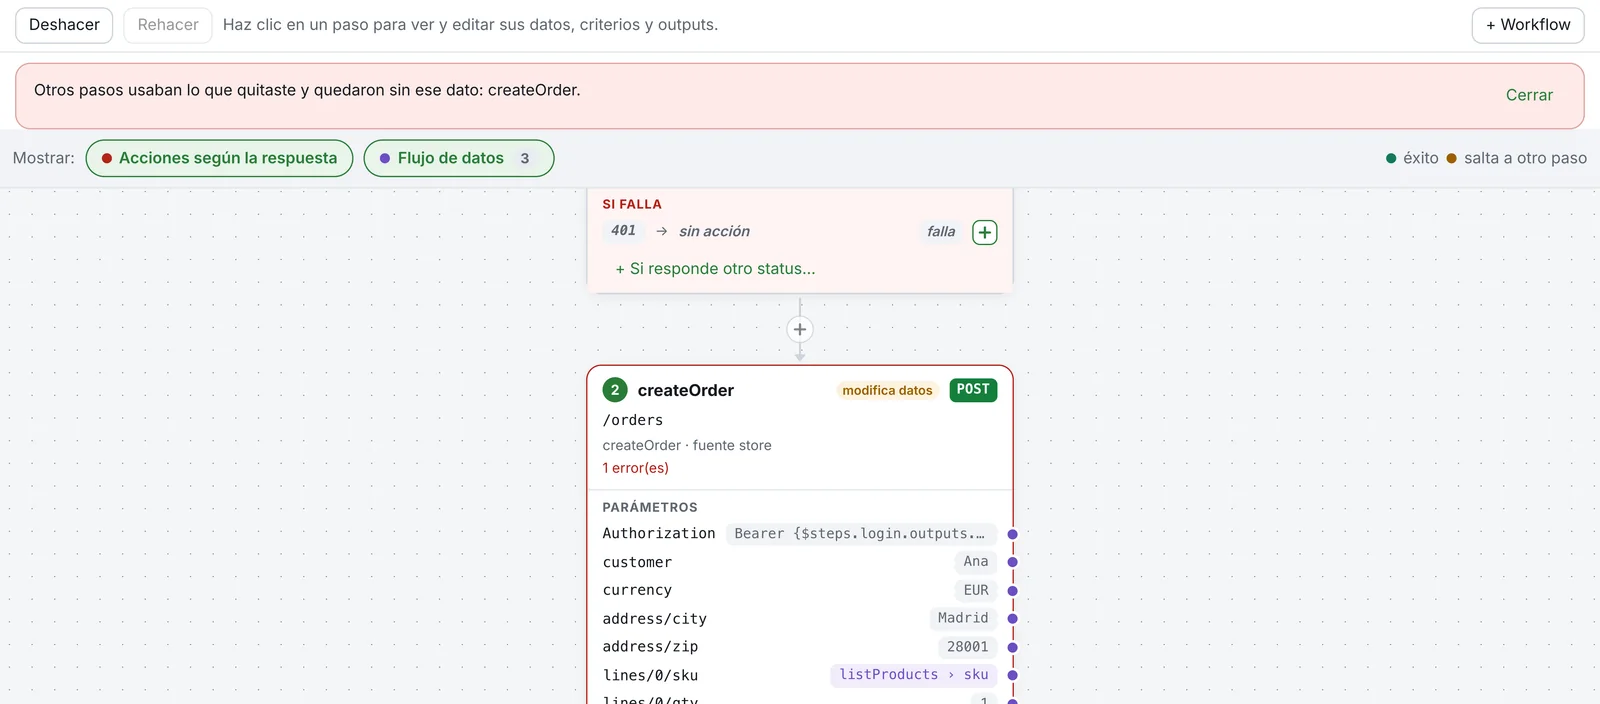 Deshacer Rehacer Haz clic en un paso para ver y editar sus datos, criterios y outputs. + Workflow
Otros pasos usaban lo que quitaste y quedaron sin ese dato: createOrder. Cerrar
Mostrar: Acciones según la respuesta Flujo de datos 3 éxito salta a otro paso
SI FALLA
401 → sin acción falla +
+ Si responde otro status...
+
2 createOrder modifica datos POST
/orders
createOrder · fuente store
1 error(es)
PARÁMETROS
Authorization Bearer {$steps.login.outputs.…
customer Ana
currency EUR
address/city Madrid
address/zip 28001
lines/0/sku listProducts › sku
lines/0/qty 1